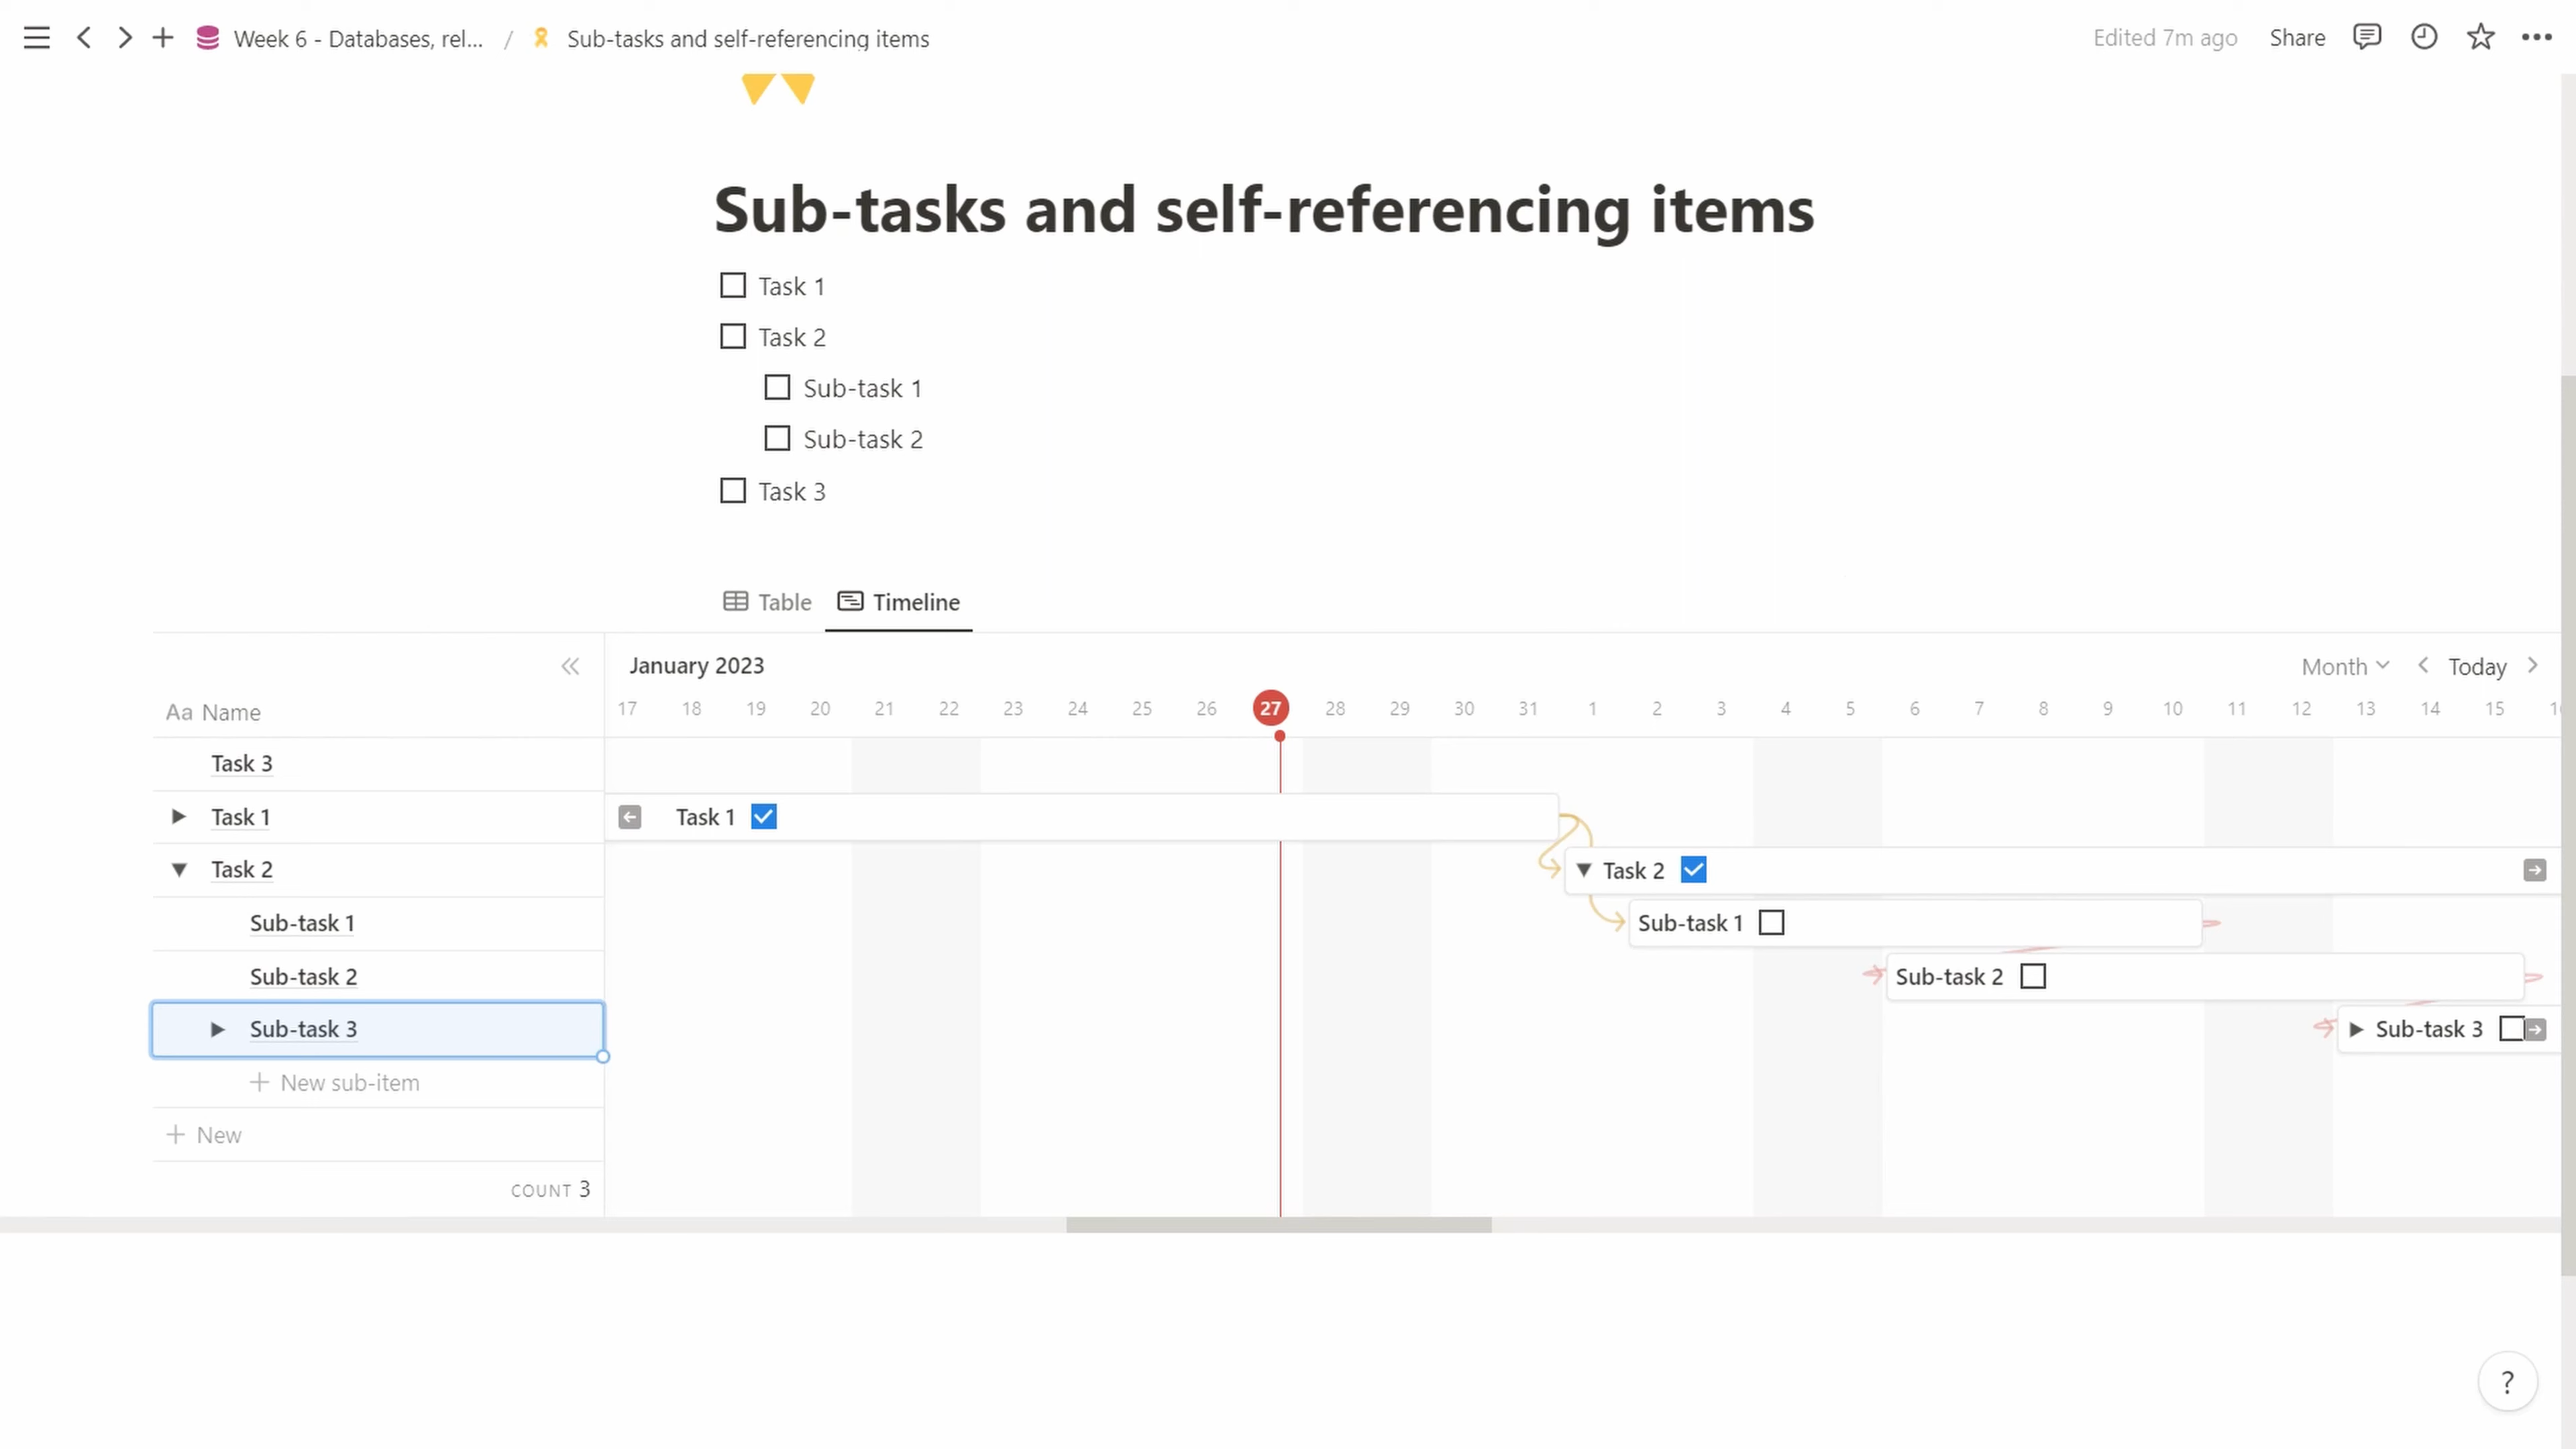 Week 6 - Databases, rel... / Sub-tasks and self-referencing items
Edited 7m ago Share
Sub-tasks and self-referencing items
Task 1
Task 2
Sub-task 1
Sub-task 2
Task 3
Table Timeline
January 2023 Month Today
Aa Name 17 18 19 20 21 22 23 24 25 26 27 28 29 30 31 1 2 3 4 5 6 7 8 9 10 11 12 13 14 15
Task 3
Task 1 Task 1
Task 2 Task 2
Sub-task 1 Sub-task 1
Sub-task 2 Sub-task 2
Sub-task 3 Sub-task 3
+ New sub-item
+ New
COUNT 3
?